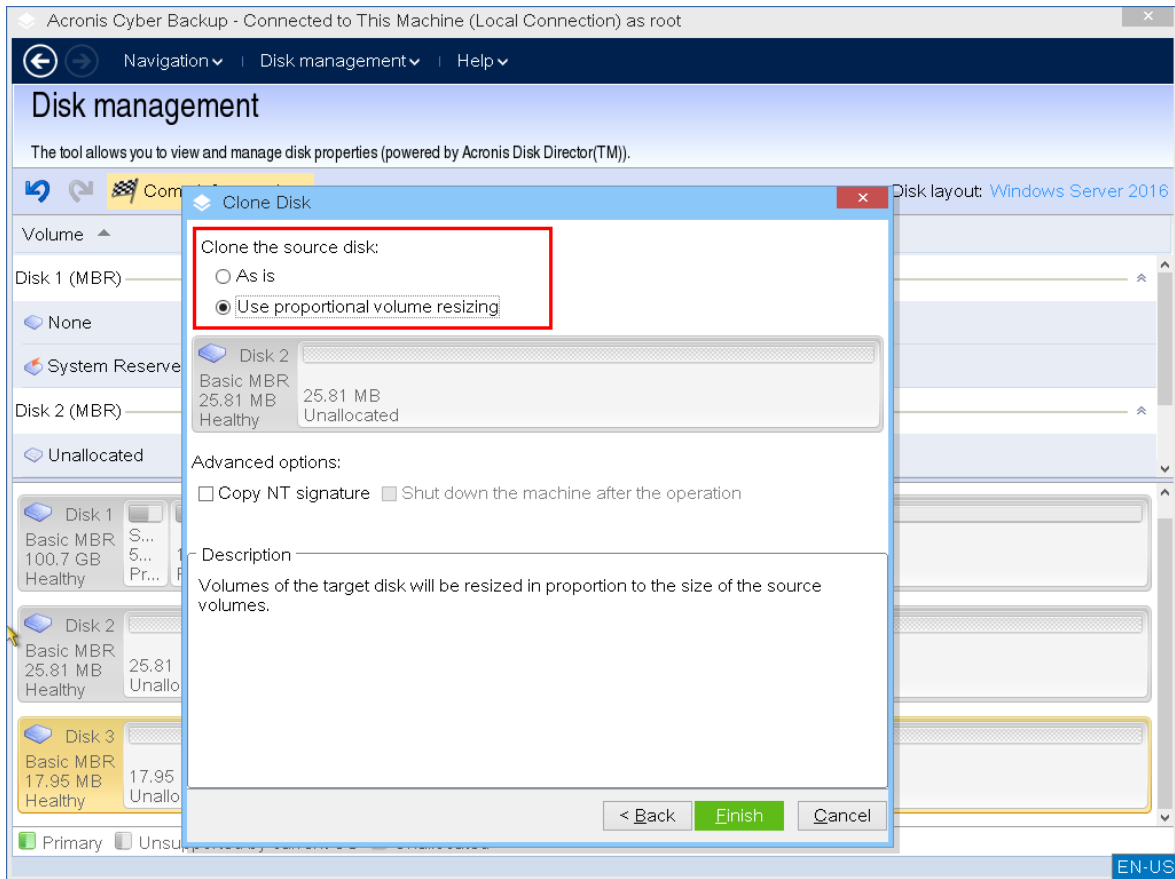 Acronis Cyber Backup - Connected to This Machine (Local Connection) as root
Navigation Disk management Help
Disk management
The tool allows you to view and manage disk properties (powered by Acronis Disk Director(TM)).
Disk layout: Windows Server 2016
Clone Disk
Volume
Clone the source disk:
As is
Use proportional volume resizing
Disk 1 (MBR)
None
System Reserve
Disk 2 (MBR)
Unallocated
Disk 2
Basic MBR
25.81 MB
Healthy
25.81 MB
Unallocated
Advanced options:
Copy NT signature Shut down the machine after the operation
Description
Volumes of the target disk will be resized in proportion to the size of the source
volumes.
Disk 1
Basic MBR
100.7 GB
Healthy
S...
5...
Pr...
Disk 2
Basic MBR
25.81 MB
Healthy
25.81
Unallo
Disk 3
Basic MBR
17.95 MB
Healthy
17.95
Unallo
< Back Finish Cancel
Primary
EN-US